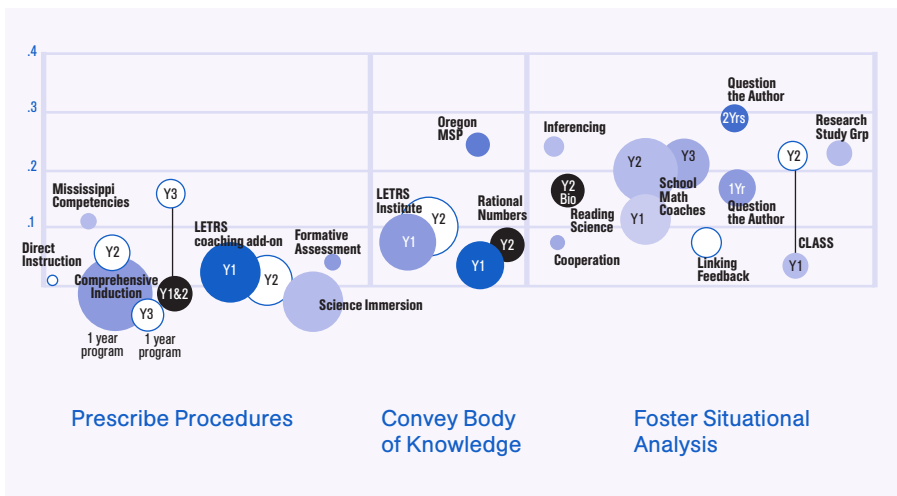 .4
.3
.2
.1
Mississippi
Competencies
Direct
Instruction
Y2
Comprehensive
Induction
Y3
Y3
Y1&2
1 year
program
1 year
program
LETRS
coaching add-on
Y1
Y2
Formative
Assessment
Science Immersion
Oregon
MSP
LETRS
Institute
Y1
Y2
Rational
Numbers
Y2
Y1
Inferencing
Y2
Bio
Reading
Science
Cooperation
Y2
Y3
Y1
School
Math
Coaches
Question
the Author
2Yrs
1Yr
Question
the Author
Linking
Feedback
Y2
CLASS
Y1
Research
Study Grp
Prescribe Procedures
Convey Body
of Knowledge
Foster Situational
Analysis